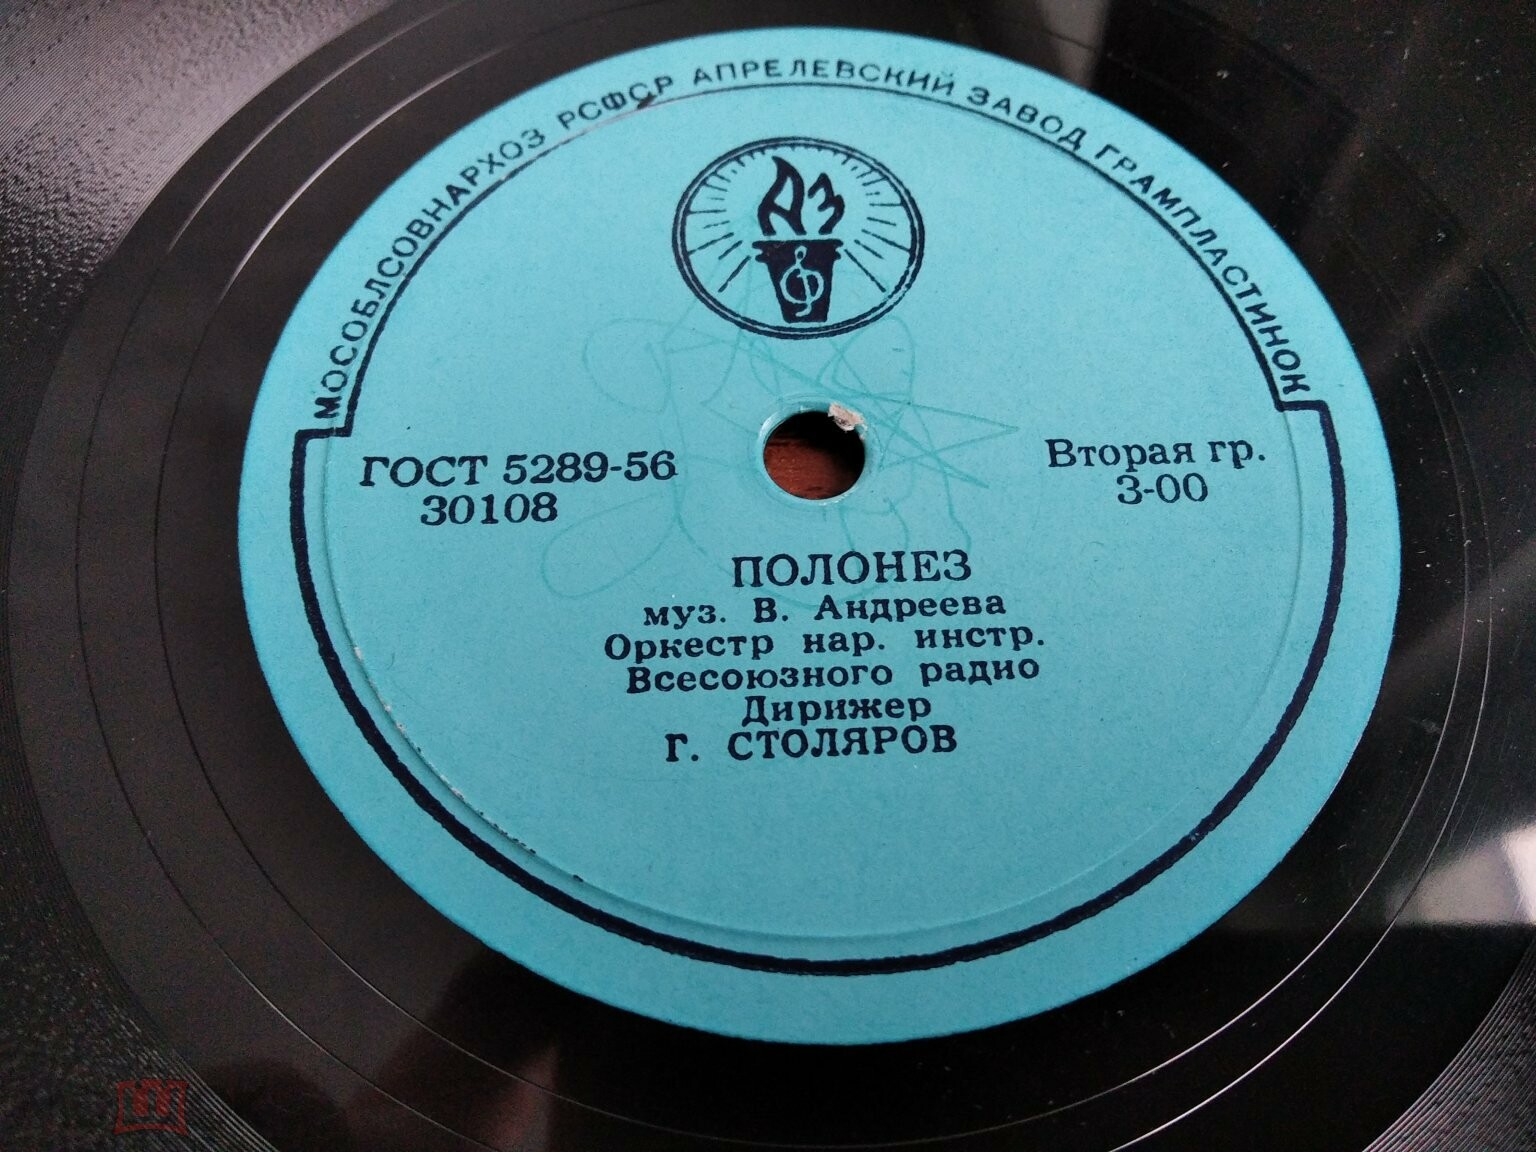 МОСОБЛСОВНАРХОЗ РСФСР АПРЕЛЕВСКИЙ ЗАВОД ГРАМПЛАСТИНОК
АЗ
ГОСТ 5289-56
30108
Вторая гр.
3-00
ПОЛОНЕЗ
муз. В. Андреева
Оркестр нар. инстр.
Всесоюзного радио
Дирижер
Г. СТОЛЯРОВ